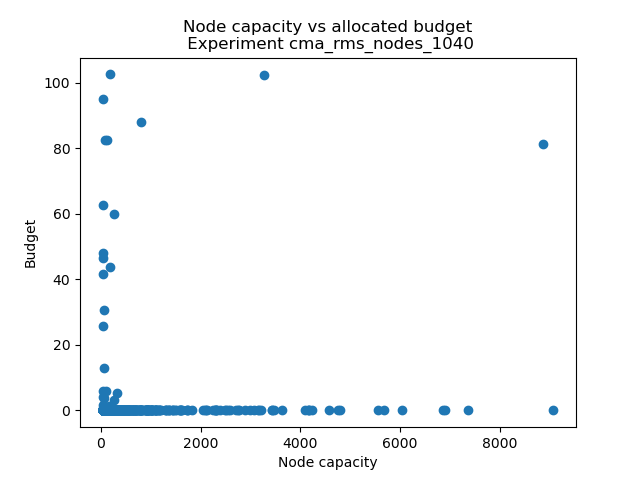 Node capacity vs allocated budget
Experiment cma_rms_nodes_1040
Budget
100
80
60
40
20
0
0 2000 4000 6000 8000
Node capacity